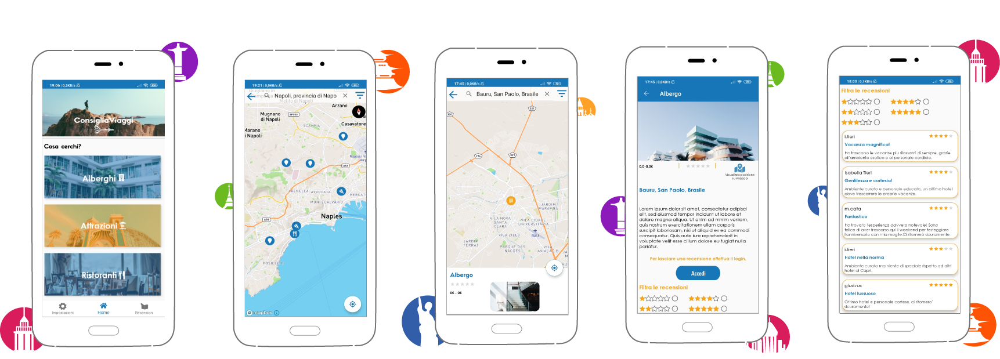 19:06 | 0,2KB/s
ConsigliaViaggi
Cosa cerchi?
Alberghi
Attrazioni
Ristoranti
Impostazioni
Home
Recensioni
19:21 | 0,0KB/s
Giugliano in
Napoli, provincia di Napo
Melito di Napoli
Arzano
Mugnano
di Napoli
SP500
Casavatore
SCAMPIA
Marano
i Napoli
Naples Int
Airp
A56
ARENELLA
AVVOCATA
MERCAT
MONTECALVARIO
Naples
A56
POSILLIPO
mapbox
17:45 | 0,0KB/s
Bauru, San Paolo, Brasile
321
300
294
321
JARDIM
MARAMBÁ
VILA NOVA
SANTA
CLARA
VILA CIDADE
UNIVERSITÁRIA
BAU
VILA ZILLO
JARDIM
FERRAZ
PARQUE DAS
NAÇÕES
VILA
AVIAÇÃO B
Albergo
0€ - 0€
17:45 | 0,0KB/s
Albergo
0.0-0.0€
Visualizza posizione
su mappa
Bauru, San Paolo, Brasile
Lorem ipsum dolor sit amet, consectetur adipisci
elit, sed eiusmod tempor incidunt ut labore et
dolore magna aliqua. Ut enim ad minim veniam,
quis nostrum exercitationem ullam corporis
suscipit laboriosam, nisi ut aliquid ex ea commodi
consequatur. Quis aute iure reprehenderit in
voluptate velit esse cillum dolore eu fugiat nulla
pariatur.
Per lasciare una recensione effettua il login.
Accedi
Filtra le recensioni
18:00 | 0,1KB/s
Filtra le recensioni
i.tieri
Vacanza magnifica!
Ho trascorso le vacanze piu rilassanti di sempre, grazie
all'ambiente esotico e al personale cordiale.
Isabella Tieri
Gentilezza e cortesia!
Ambiente curato e personale educato, un ottimo hotel
dove trascorrere le proprie vacanze.
m.cata
Fantastico
Ho trovato l'esperienza davvero notevole! Sono
felice di aver trascorso qui il weekend per festeggiare
l'anniversario con mia moglie.Ci ritornerò sicuramente.
i.tieri
Hotel nella norma
Ambiente curato ma niente di speciale rispetto ad altri
hotel di Capri.
giusi.rux
Hotel lussuoso
Ottimo hotel e personale cortese, ci ritornero'
sicuramente!